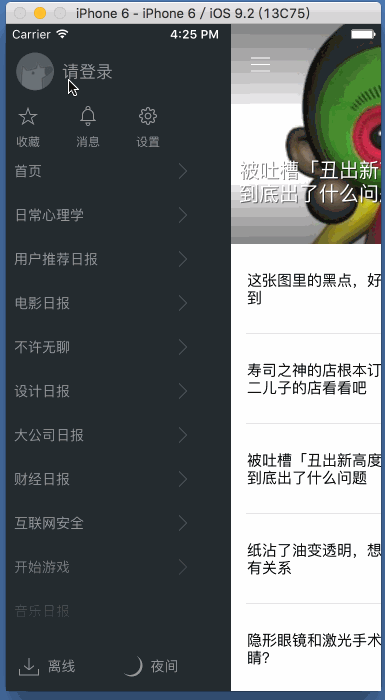 iPhone 6 - iPhone 6 / iOS 9.2 (13C75)
Carrier
4:25 PM
请登录
收藏
消息
设置
首页
日常心理学
用户推荐日报
电影日报
不许无聊
设计日报
大公司日报
财经日报
互联网安全
开始游戏
音乐日报
离线
夜间
被吐槽「丑出新
到底出了什么问
这张图里的黑点，好
到
寿司之神的店根本订
二儿子的店看看吧
被吐槽「丑出新高度
到底出了什么问题
纸沾了油变透明，想
有关系
隐形眼镜和激光手术
睛？